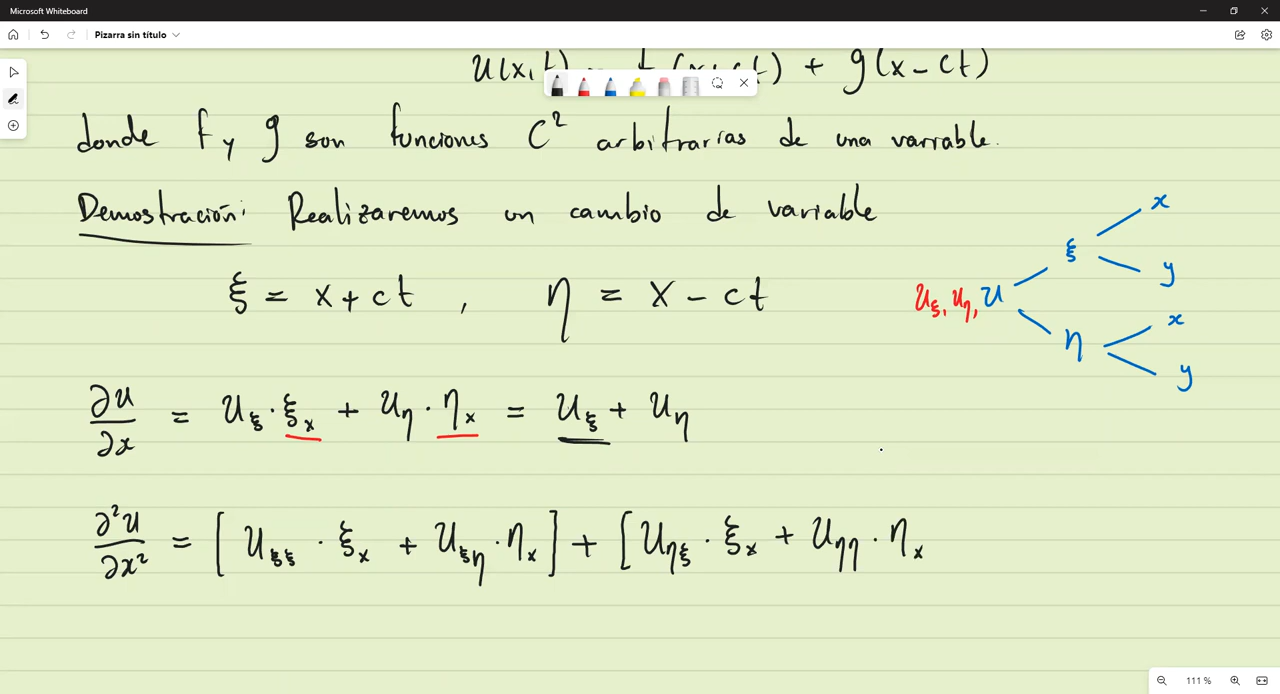 Microsoft Whiteboard
Pizarra sin título
u(x,t) = f(x+ct) + g(x-ct)
donde f y g son funciones C² arbitrarias de una variable.
Demostración: Realizaremos un cambio de variable
ξ = x+ct , η = x-ct
x
ξ
y
u_ξ, u_η, u
x
η
y
∂u/∂x = u_ξ · ξ_x + u_η · η_x = u_ξ + u_η
∂²u/∂x² = [ u_ξξ · ξ_x + u_ξη · η_x ] + [ u_ηξ · ξ_x + u_ηη · η_x
111 %